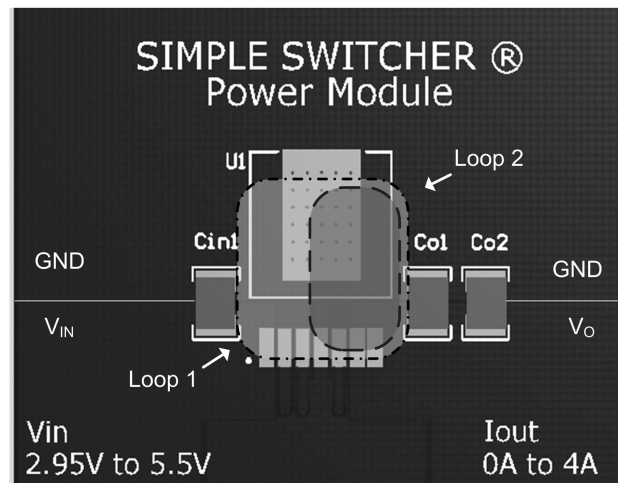 SIMPLE SWITCHER ®
Power Module
U1
Loop 2
Cin1
Co1 Co2
GND
GND
VIN
VO
Loop 1
Vin
2.95V to 5.5V
Iout
0A to 4A